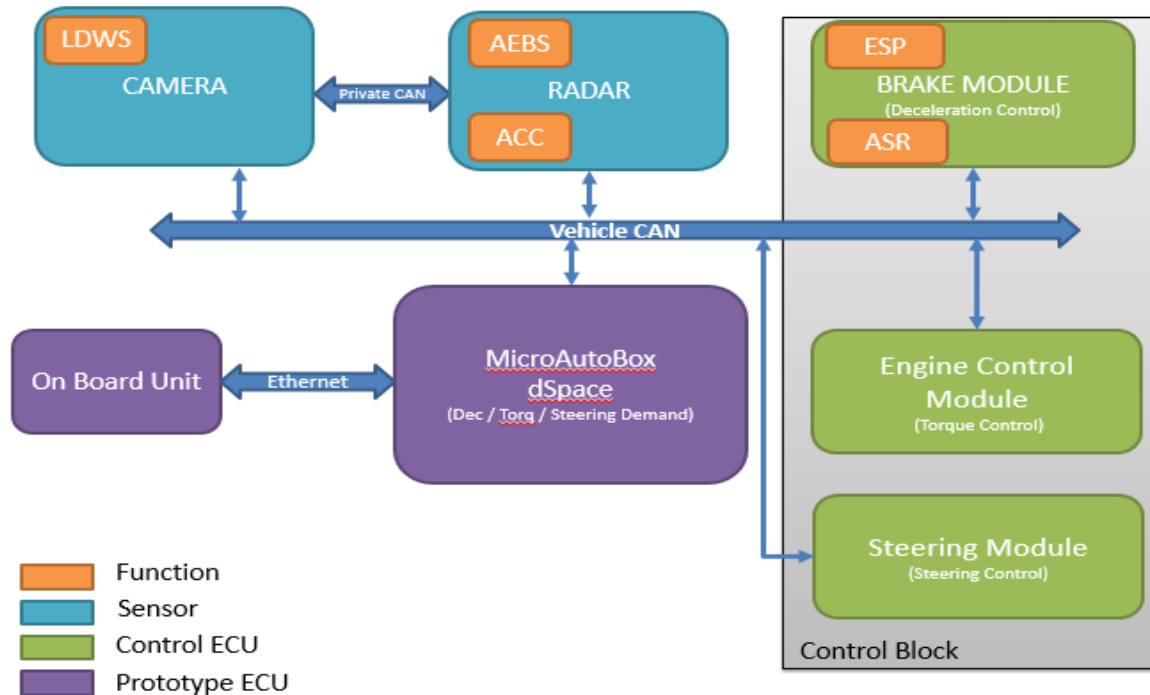 LDWS
CAMERA
Private CAN
AEBS
RADAR
ACC
ESP
BRAKE MODULE
(Deceleration Control)
ASR
Vehicle CAN
On Board Unit
Ethernet
MicroAutoBox
dSpace
(Dec / Torq / Steering Demand)
Engine Control
Module
(Torque Control)
Steering Module
(Steering Control)
Control Block
Function
Sensor
Control ECU
Prototype ECU